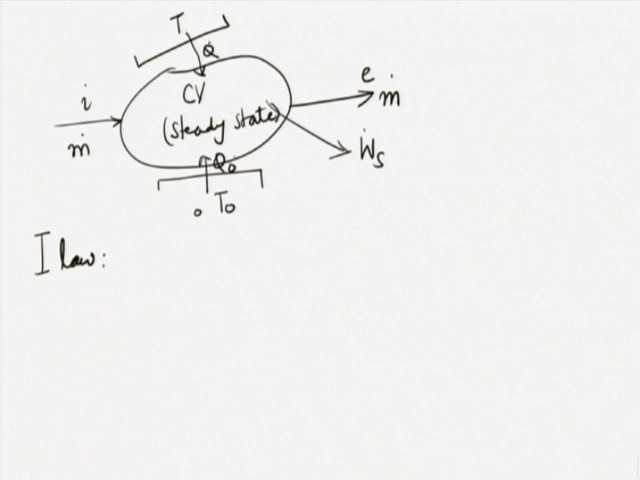 T
Q
i
ṁ
CV
(steady state)
e
ṁ
Ẇs
Q₀
T₀
I law: